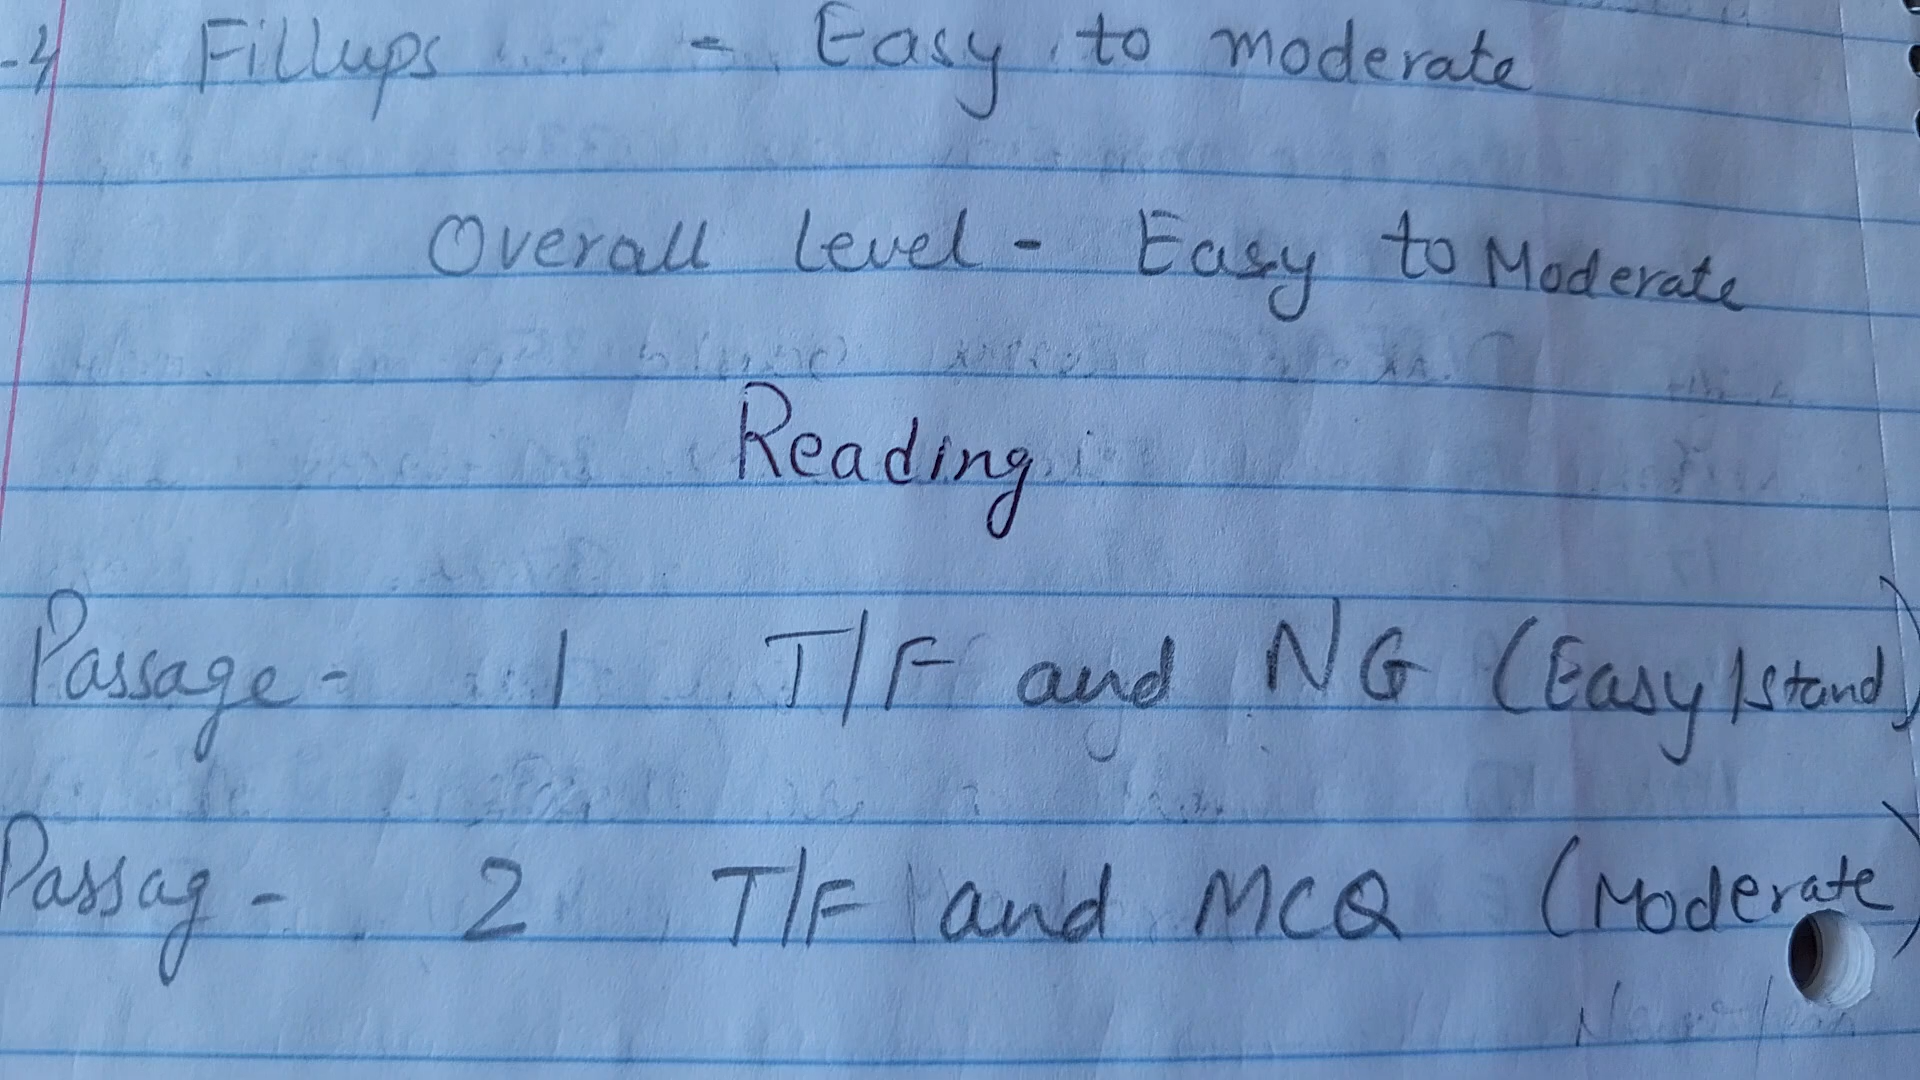 -4 Fillups - Easy to moderate
Overall level - Easy to Moderate
Reading
Passage - 1 T/F and NG (Easy/stand)
Passag - 2 T/F and MCQ (Moderate)